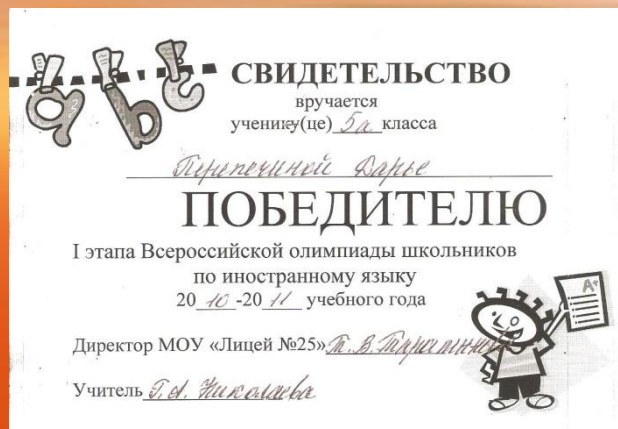 a b c
СВИДЕТЕЛЬСТВО
вручается
ученику(це) 5а класса
Перепечиной Дарье
ПОБЕДИТЕЛЮ
I этапа Всероссийской олимпиады школьников
по иностранному языку
20 10 -20 11 учебного года
A+
Директор МОУ «Лицей №25» Т. В.
Учитель Г. А. Николаева